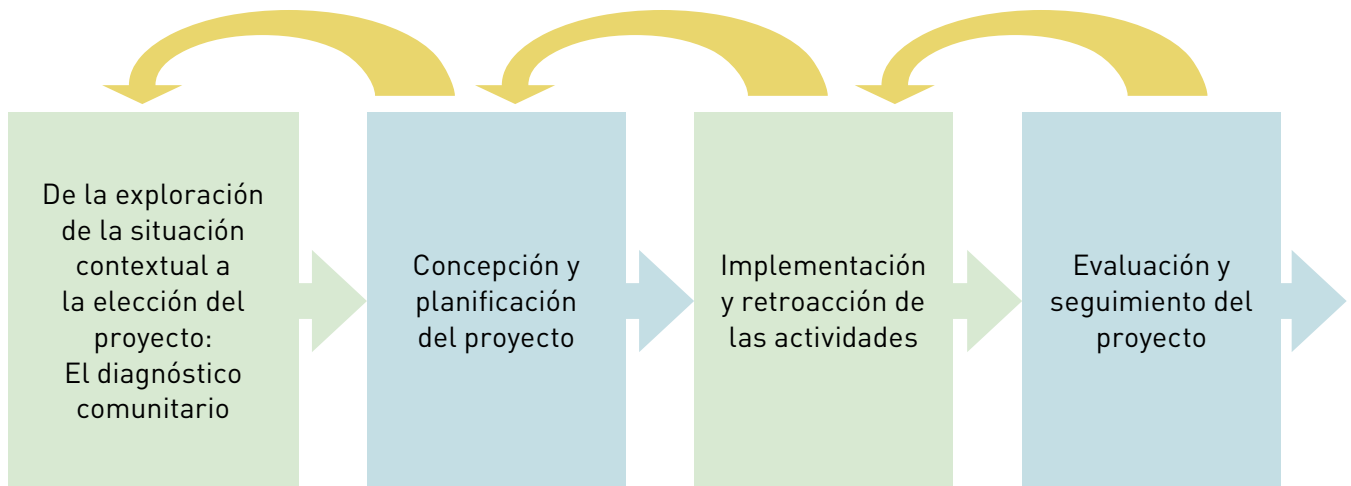 De la exploración
de la situación
contextual a
la elección del
proyecto:
El diagnóstico
comunitario
Concepción y
planificación
del proyecto
Implementación
y retroacción de
las actividades
Evaluación y
seguimiento del
proyecto